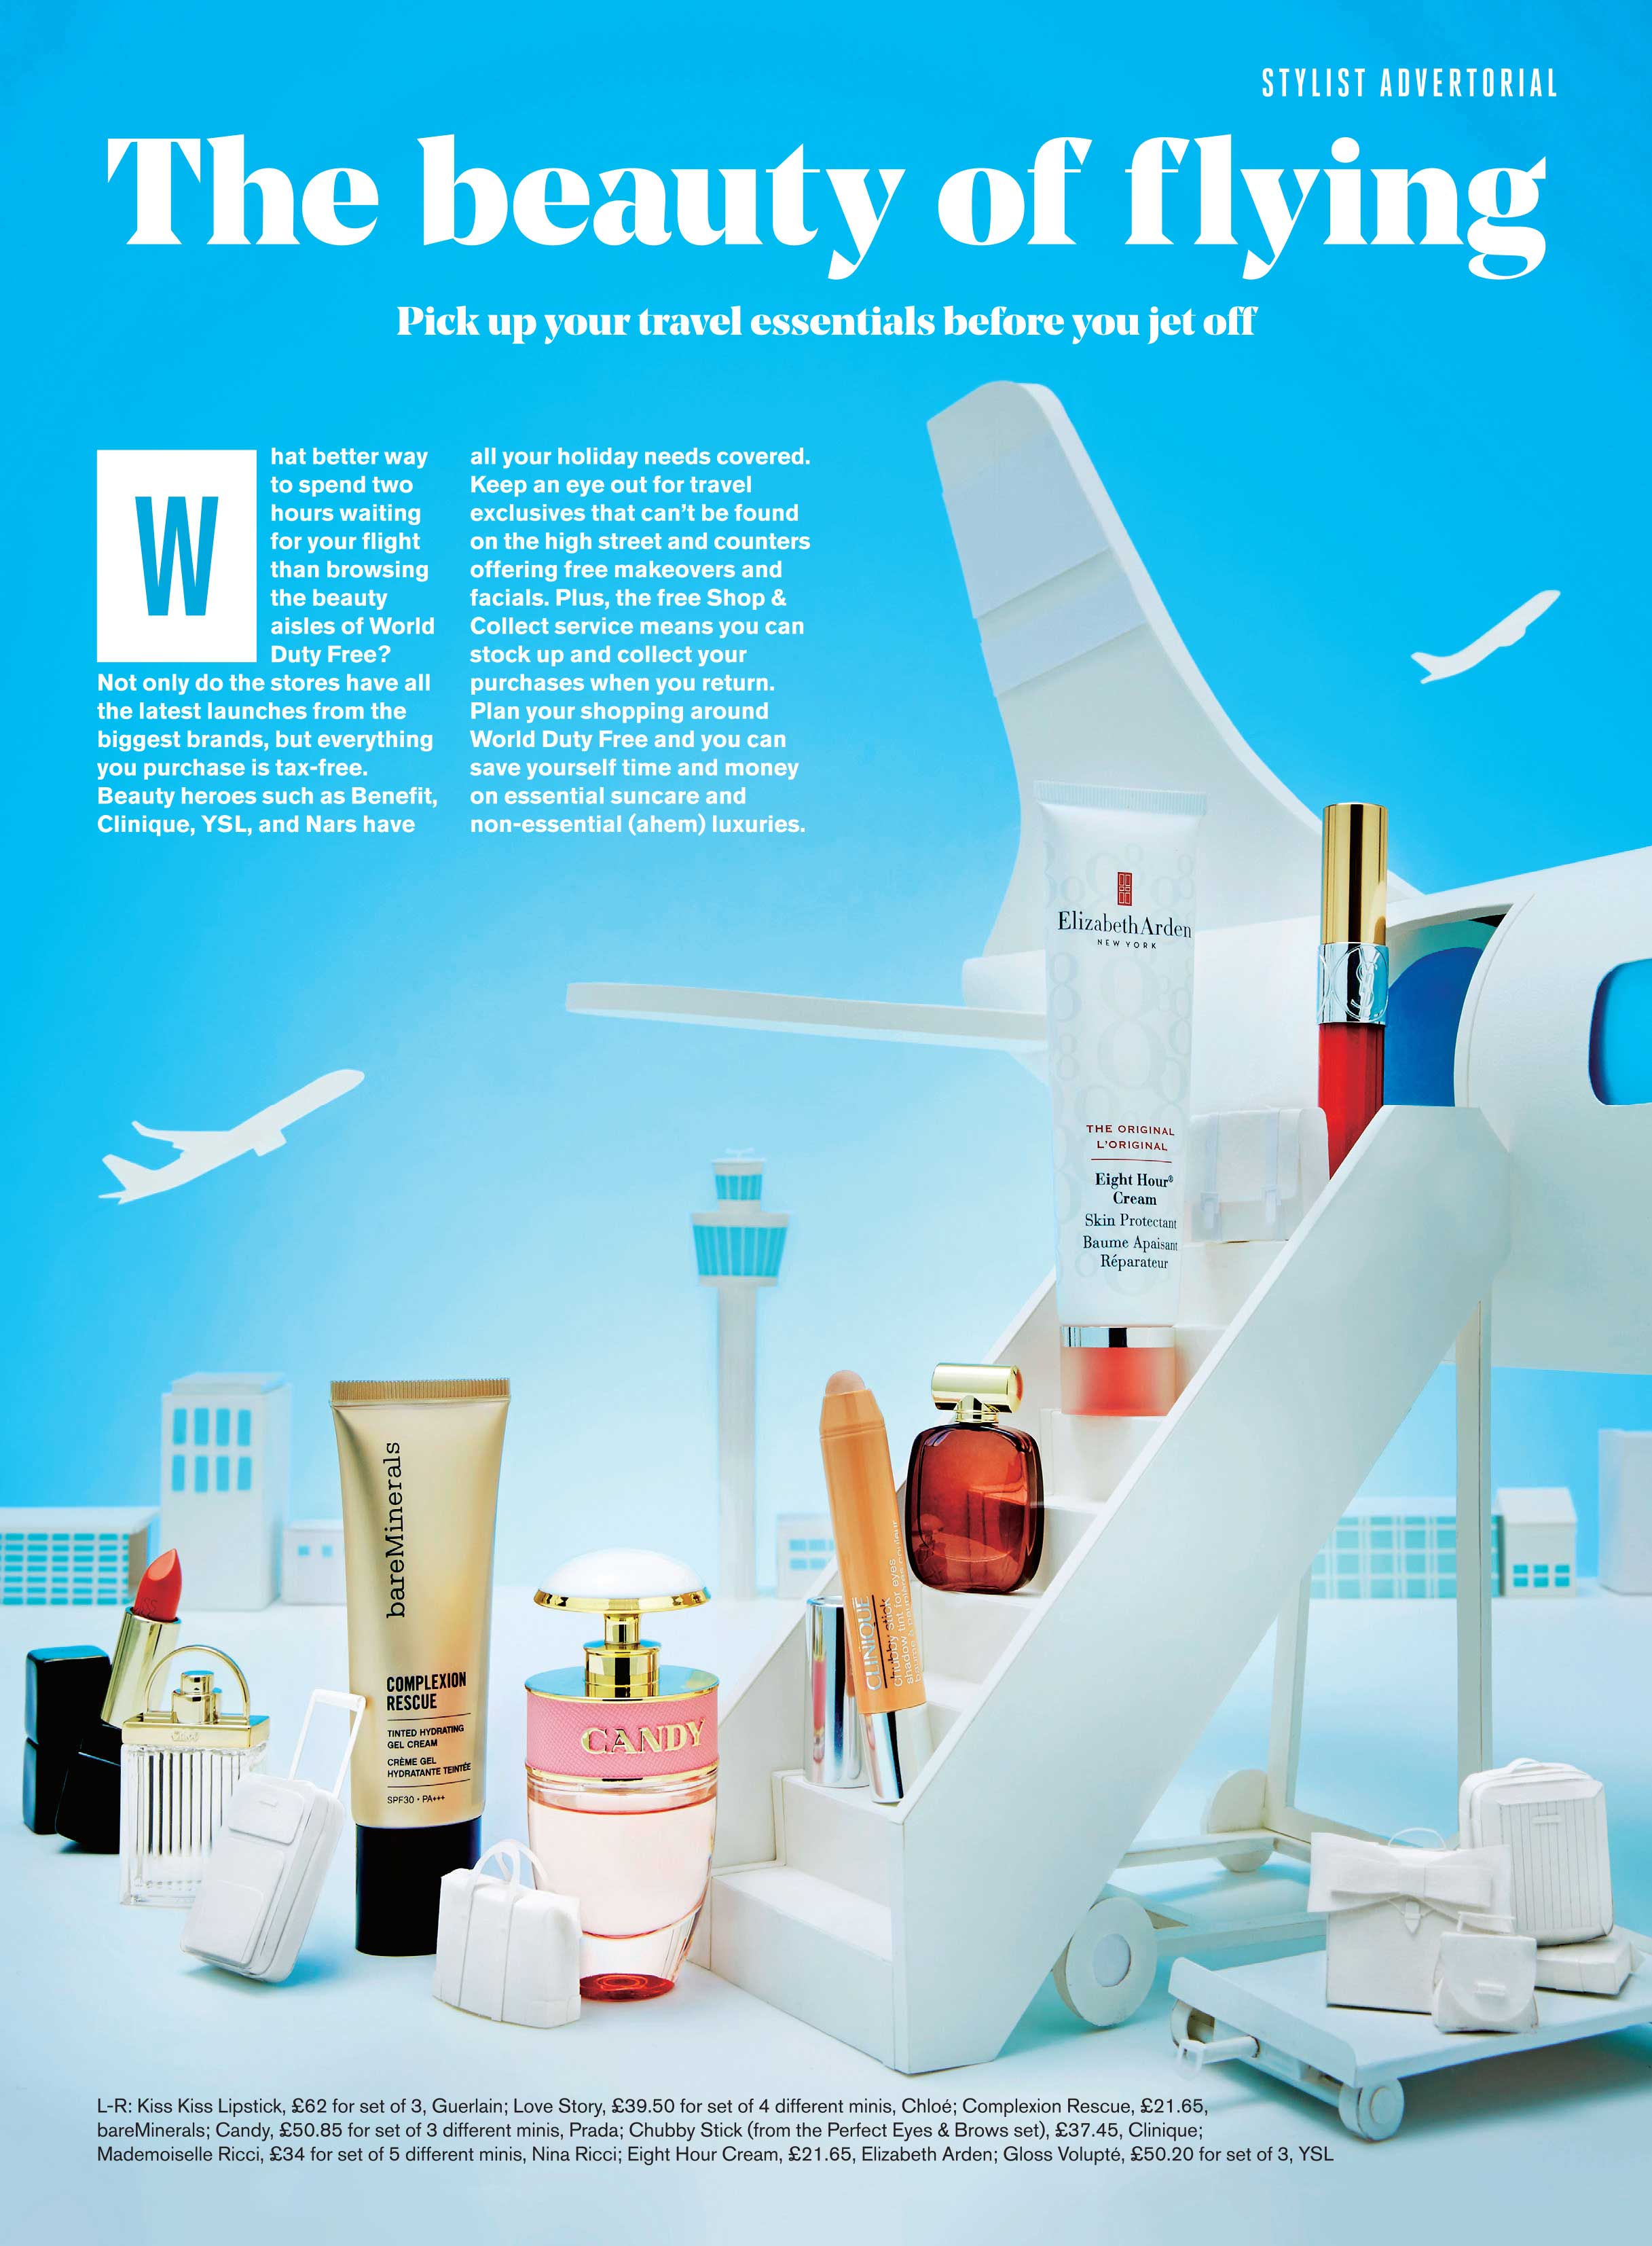 STYLIST ADVERTORIAL
The beauty of flying
Pick up your travel essentials before you jet off
What better way
to spend two
hours waiting
for your flight
than browsing
the beauty
aisles of World
Duty Free?
Not only do the stores have all
the latest launches from the
biggest brands, but everything
you purchase is tax-free.
Beauty heroes such as Benefit,
Clinique, YSL, and Nars have
all your holiday needs covered.
Keep an eye out for travel
exclusives that can't be found
on the high street and counters
offering free makeovers and
facials. Plus, the free Shop &
Collect service means you can
stock up and collect your
purchases when you return.
Plan your shopping around
World Duty Free and you can
save yourself time and money
on essential suncare and
non-essential (ahem) luxuries.
Elizabeth Arden
NEW YORK
THE ORIGINAL
L'ORIGINAL
Eight Hour®
Cream
Skin Protectant
Baume Apaisant
Réparateur
YSL
bareMinerals
COMPLEXION
RESCUE
TINTED HYDRATING
GEL CREAM
CRÈME GEL
HYDRATANTE TEINTÉE
SPF30 • PA+++
Chloé
CANDY
CLINIQUE
chubby stick
shadow tint for eyes
L-R: Kiss Kiss Lipstick, £62 for set of 3, Guerlain; Love Story, £39.50 for set of 4 different minis, Chloé; Complexion Rescue, £21.65,
bareMinerals; Candy, £50.85 for set of 3 different minis, Prada; Chubby Stick (from the Perfect Eyes & Brows set), £37.45, Clinique;
Mademoiselle Ricci, £34 for set of 5 different minis, Nina Ricci; Eight Hour Cream, £21.65, Elizabeth Arden; Gloss Volupté, £50.20 for set of 3, YSL